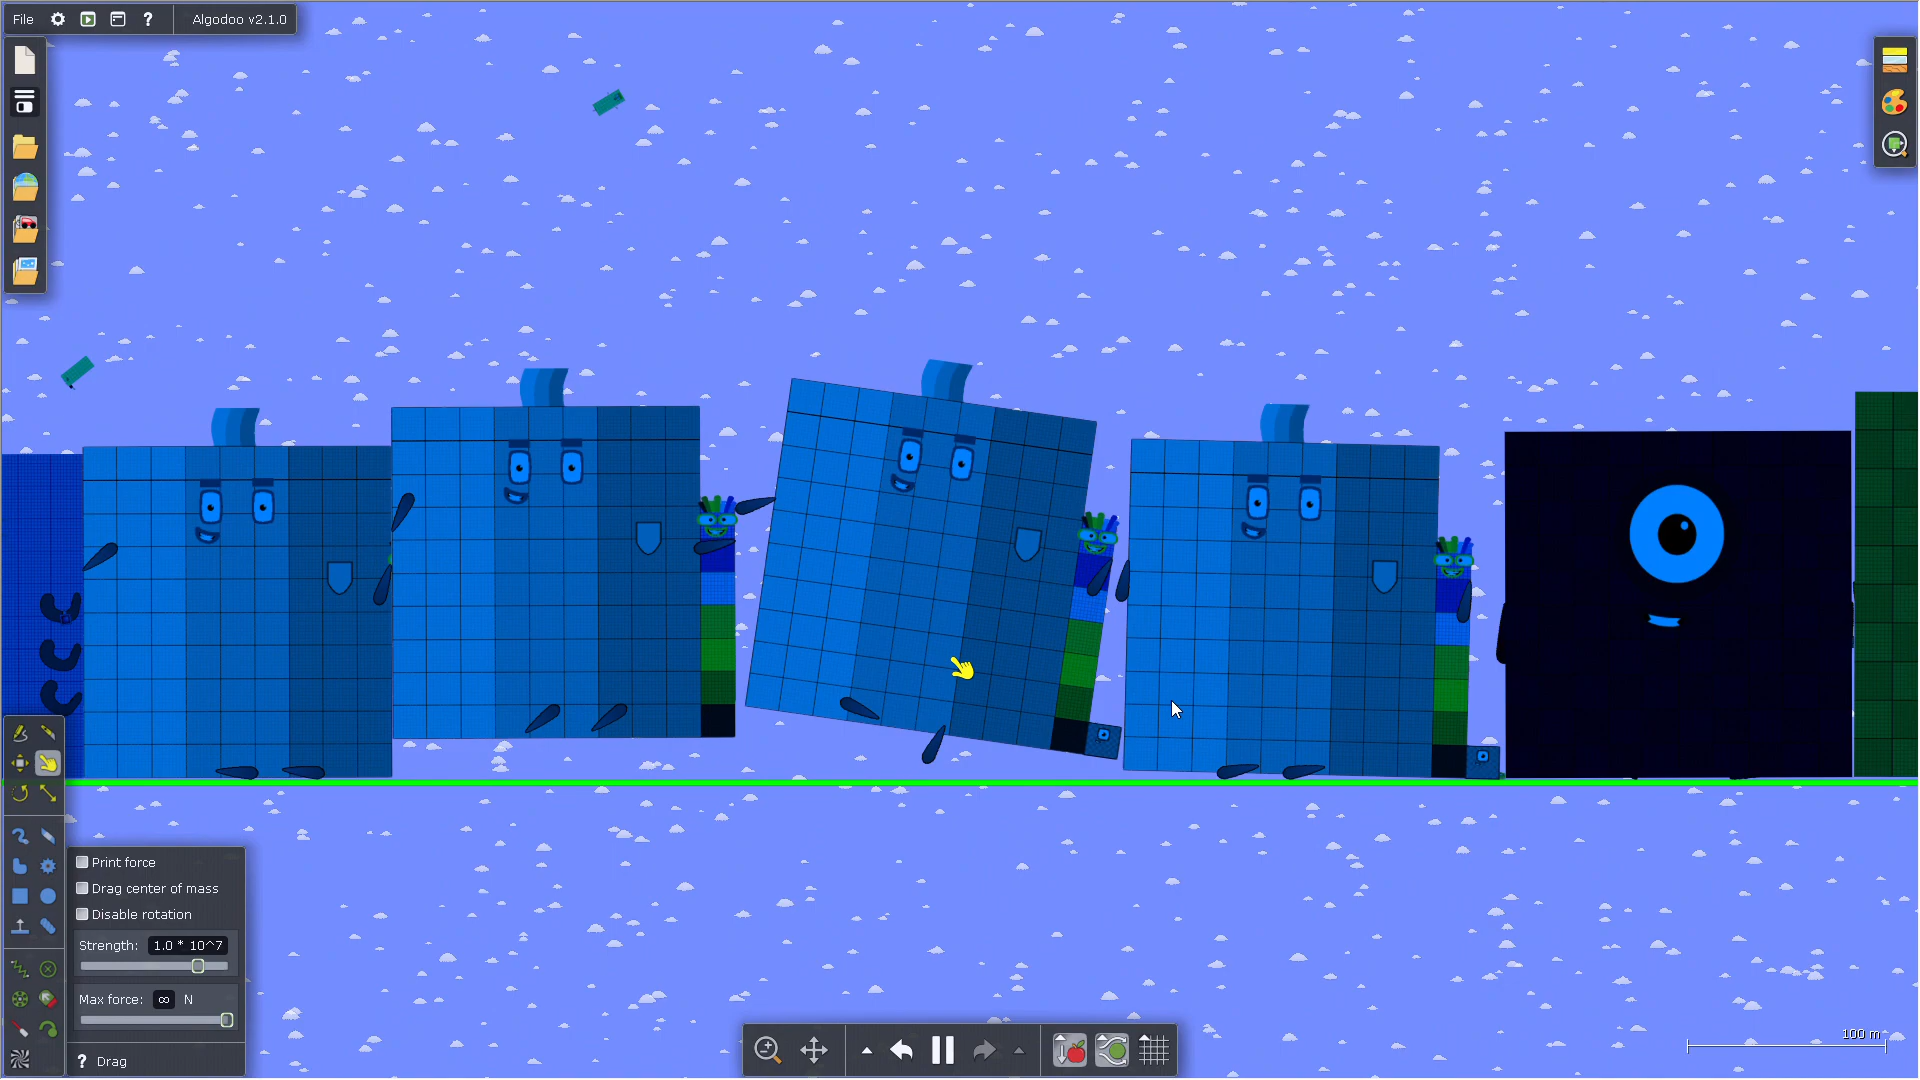 File ? Algodoo v2.1.0
Print force
Drag center of mass
Disable rotation
Strength: 1.0 * 10^7
Max force: ∞ N
? Drag
100 m